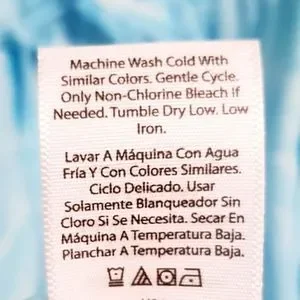 Machine Wash Cold With
Similar Colors. Gentle Cycle.
Only Non-Chlorine Bleach if
Needed. Tumble Dry Low. Low
Iron.
Lavar A Máquina Con Agua
Fría Y Con Colores Similares.
Ciclo Delicado. Usar
Solamente Blanqueador Sin
Cloro Si Se Necesita. Secar En
Máquina A Temperatura Baja.
Planchar A Temperatura Baja.